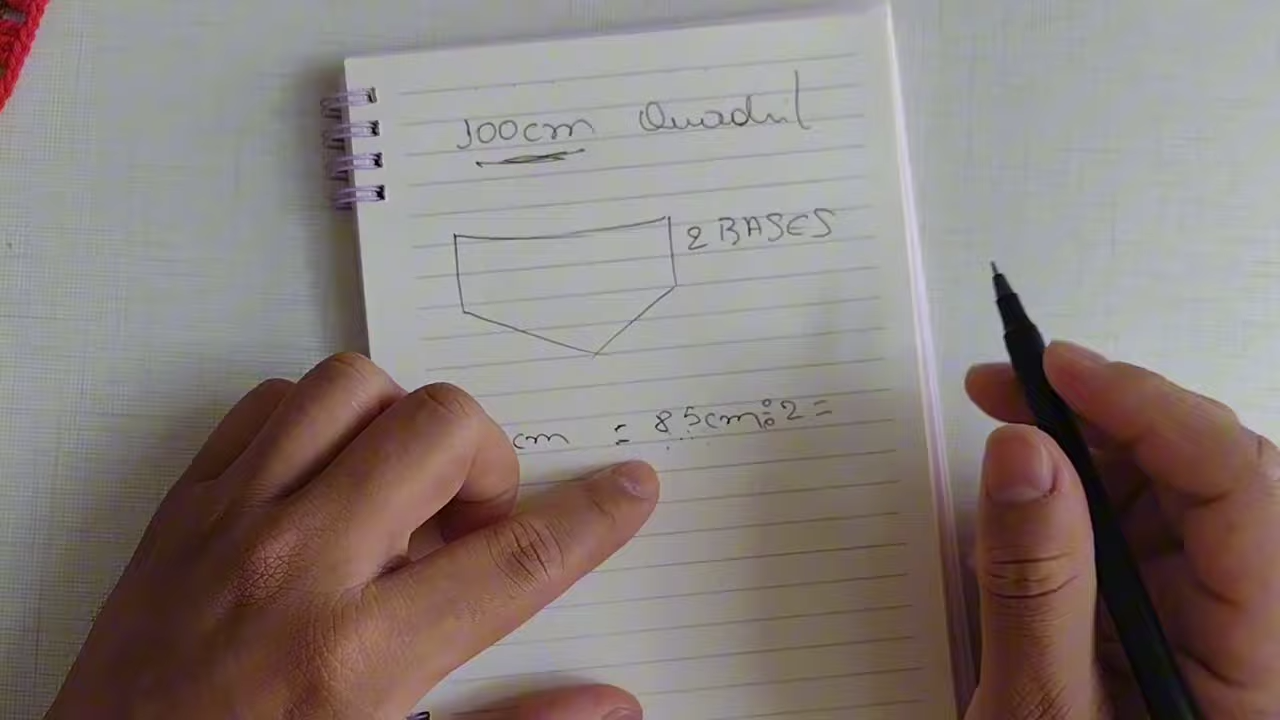 100cm Quadril
2 BASES
cm = 85cm÷2=